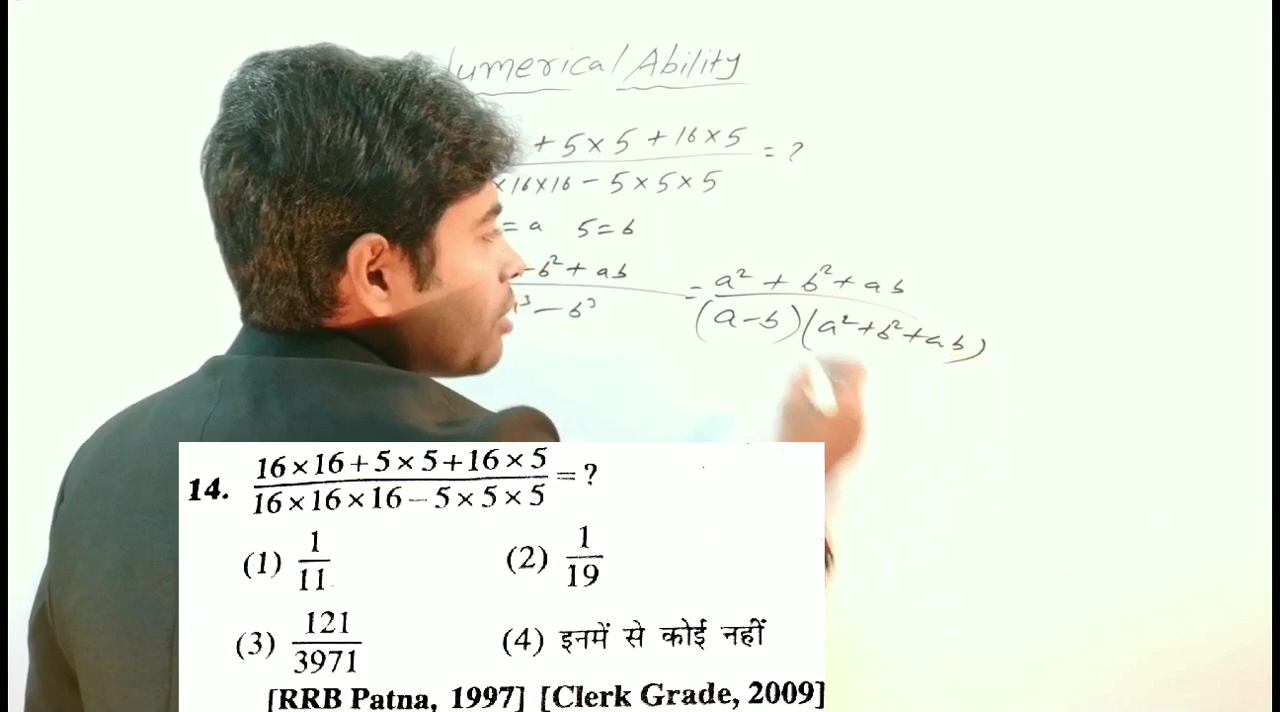 Numerical Ability
+ 5 × 5 + 16 × 5
= ?
× 16 × 16 - 5 × 5 × 5
= a 5 = b
b² + ab
³ - b³
= a² + b² + ab
(a-b)(a² + b² + ab)
14. 16×16+5×5+16×5
= ?
16×16×16-5×5×5
(1) 1/11 (2) 1/19
(3) 121/3971 (4) इनमें से कोई नहीं
[RRB Patna, 1997] [Clerk Grade, 2009]